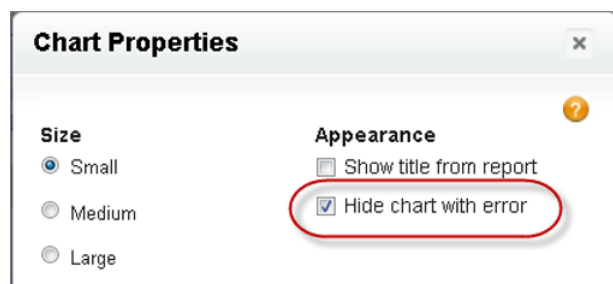 Chart Properties
?
Size
Small
Medium
Large
Appearance
Show title from report
Hide chart with error